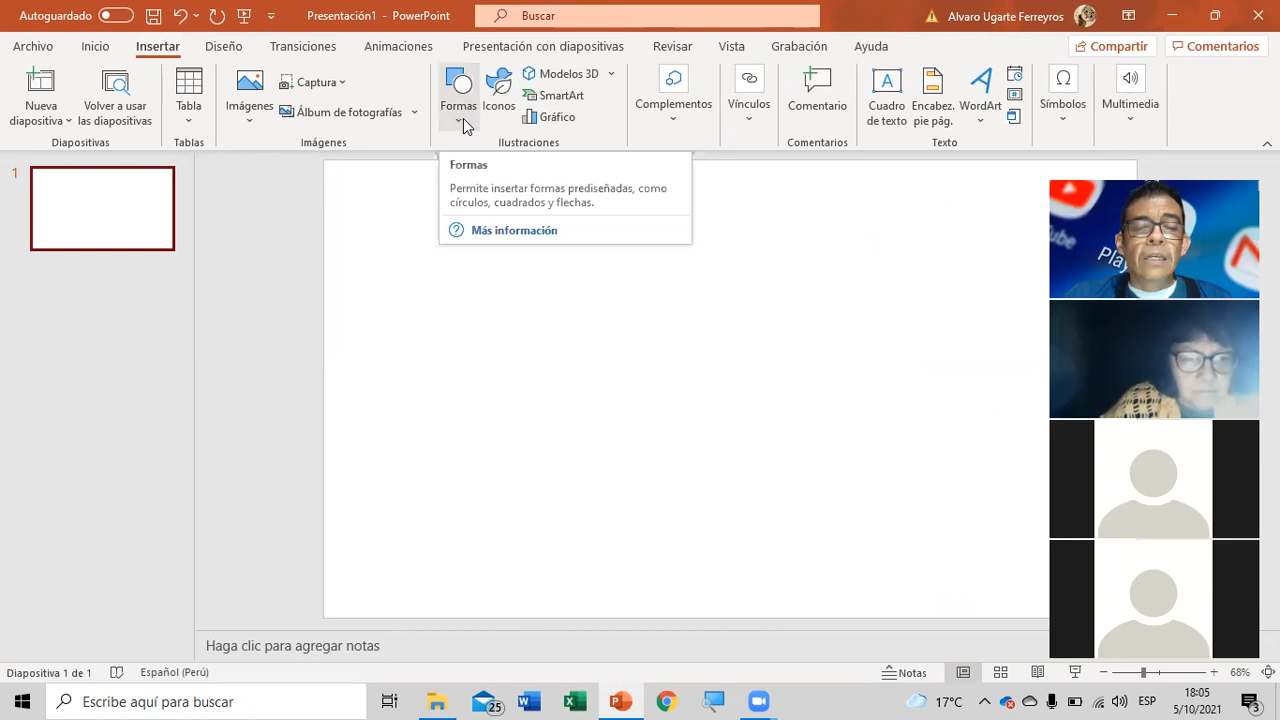 Autoguardado
Presentación1 - PowerPoint
Buscar
Alvaro Ugarte Ferreyros
Archivo
Inicio
Insertar
Diseño
Transiciones
Animaciones
Presentación con diapositivas
Revisar
Vista
Grabación
Ayuda
Compartir
Comentarios
Nueva
diapositiva
Volver a usar
las diapositivas
Diapositivas
Tabla
Tablas
Imágenes
Captura
Álbum de fotografías
Imágenes
Formas
Iconos
Modelos 3D
SmartArt
Gráfico
Ilustraciones
Complementos
Vínculos
Comentario
Comentarios
Cuadro
de texto
Encabez.
pie pág.
WordArt
Texto
Símbolos
Multimedia
Formas
Permite insertar formas prediseñadas, como
círculos, cuadrados y flechas.
Más información
1
Play
Haga clic para agregar notas
Diapositiva 1 de 1
Español (Perú)
Notas
68%
Escribe aquí para buscar
25
17°C
ESP
18:05
5/10/2021
3